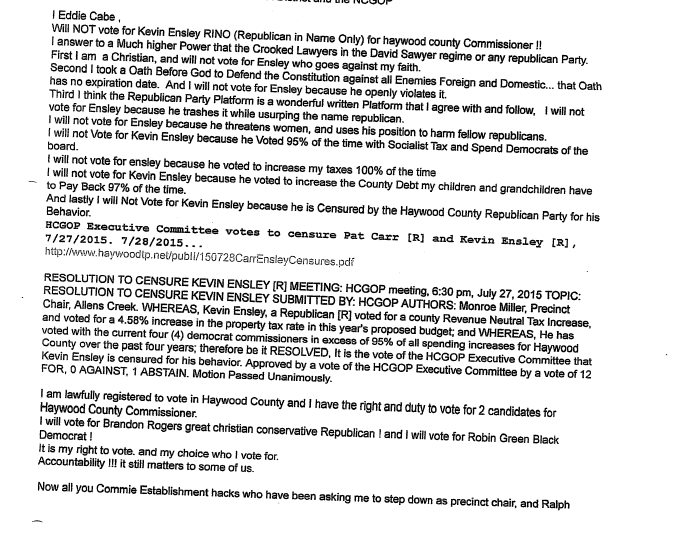 and the NCGOP
I Eddie Cabe ,
Will NOT vote for Kevin Ensley RINO (Republican in Name Only) for haywood county Commissioner !!
I answer to a Much higher Power that the Crooked Lawyers in the David Sawyer regime or any republican Party.
First I am a Christian, and will not vote for Ensley who goes against my faith.
Second I took a Oath Before God to Defend the Constitution against all Enemies Foreign and Domestic... that Oath
has no expiration date. And I will not vote for Ensley because he openly violates it.
Third I think the Republican Party Platform is a wonderful written Platform that I agree with and follow, I will not
vote for Ensley because he trashes it while usurping the name republican.
I will not vote for Ensley because he threatens women, and uses his position to harm fellow republicans.
I will not Vote for Kevin Ensley because he Voted 95% of the time with Socialist Tax and Spend Democrats of the
board.
I will not vote for ensley because he voted to increase my taxes 100% of the time
I will not vote for Kevin Ensley because he voted to increase the County Debt my children and grandchildren have
to Pay Back 97% of the time.
And lastly I will Not Vote for Kevin Ensley because he is Censured by the Haywood County Republican Party for his
Behavior.
HCGOP Executive Committee votes to censure Pat Carr [R] and Kevin Ensley [R],
7/27/2015. 7/28/2015...
http://www.haywoodtp.net/publi/150728CarrEnsleyCensures.pdf
RESOLUTION TO CENSURE KEVIN ENSLEY [R] MEETING: HCGOP meeting, 6:30 pm, July 27, 2015 TOPIC:
RESOLUTION TO CENSURE KEVIN ENSLEY SUBMITTED BY: HCGOP AUTHORS: Monroe Miller, Precinct
Chair, Allens Creek. WHEREAS, Kevin Ensley, a Republican [R] voted for a county Revenue Neutral Tax Increase,
and voted for a 4.58% increase in the property tax rate in this year's proposed budget; and WHEREAS, He has
voted with the current four (4) democrat commissioners in excess of 95% of all spending increases for Haywood
County over the past four years; therefore be it RESOLVED, It is the vote of the HCGOP Executive Committee that
Kevin Ensley is censured for his behavior. Approved by a vote of the HCGOP Executive Committee by a vote of 12
FOR, 0 AGAINST, 1 ABSTAIN. Motion Passed Unanimously.
I am lawfully registered to vote in Haywood County and I have the right and duty to vote for 2 candidates for
Haywood County Commissioner.
I will vote for Brandon Rogers great christian conservative Republican ! and I will vote for Robin Green Black
Democrat !
It is my right to vote. and my choice who I vote for.
Accountability !!! it still matters to some of us.
Now all you Commie Establishment hacks who have been asking me to step down as precinct chair, and Ralph